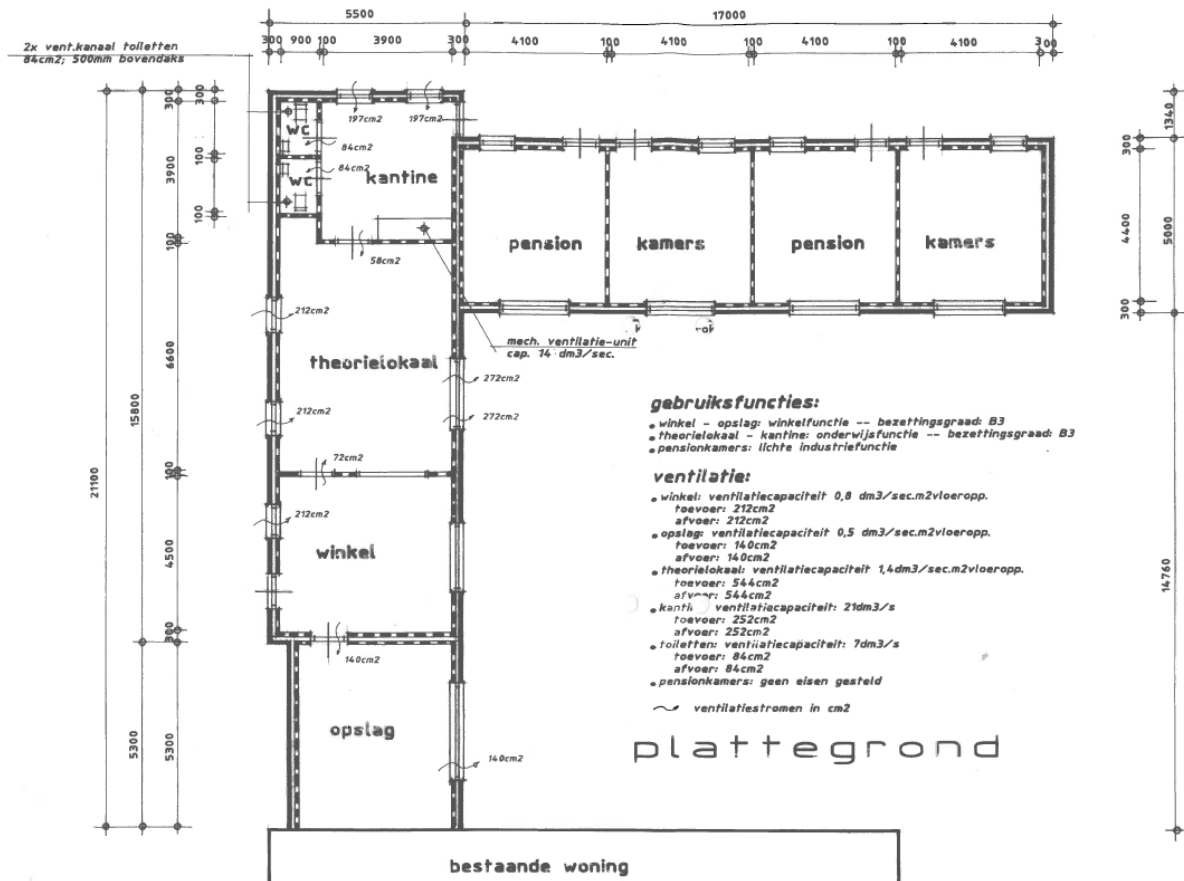 5500
17000
300 900 100 3900 300 4100 100 4100 100 4100 100 4100 300
2x vent.kanaal toiletten
84cm2; 500mm bovendaks
300
300
3900
100
100
100
6600
100
4500
300
5300
15800
5300
21100
197cm2
197cm2
wc
84cm2
wc
84cm2
kantine
58cm2
pension
kamers
pension
kamers
300
4400
300
1340
5000
14760
mech. ventilatie-unit
cap. 14 dm3/sec.
212cm2
theorielokaal
272cm2
212cm2
272cm2
72cm2
212cm2
winkel
140cm2
opslag
140cm2
gebruiksfuncties:
winkel - opslag: winkelfunctie -- bezettingsgraad: B3
theorielokaal - kantine: onderwijsfunctie -- bezettingsgraad: B3
pensionkamers: lichte industriefunctie
ventilatie:
winkel: ventilatiecapaciteit 0,8 dm3/sec.m2vloeropp.
toevoer: 212cm2
afvoer: 212cm2
opslag: ventilatiecapaciteit 0,5 dm3/sec.m2vloeropp.
toevoer: 140cm2
afvoer: 140cm2
theorielokaal: ventilatiecapaciteit 1,4dm3/sec.m2vloeropp.
toevoer: 544cm2
afvoer: 544cm2
ventilatiecapaciteit: 21dm3/s
toevoer: 252cm2
afvoer: 252cm2
toiletten: ventilatiecapaciteit: 7dm3/s
toevoer: 84cm2
afvoer: 84cm2
pensionkamers: geen eisen gesteld
ventilatiestromen in cm2
plattegrond
bestaande woning